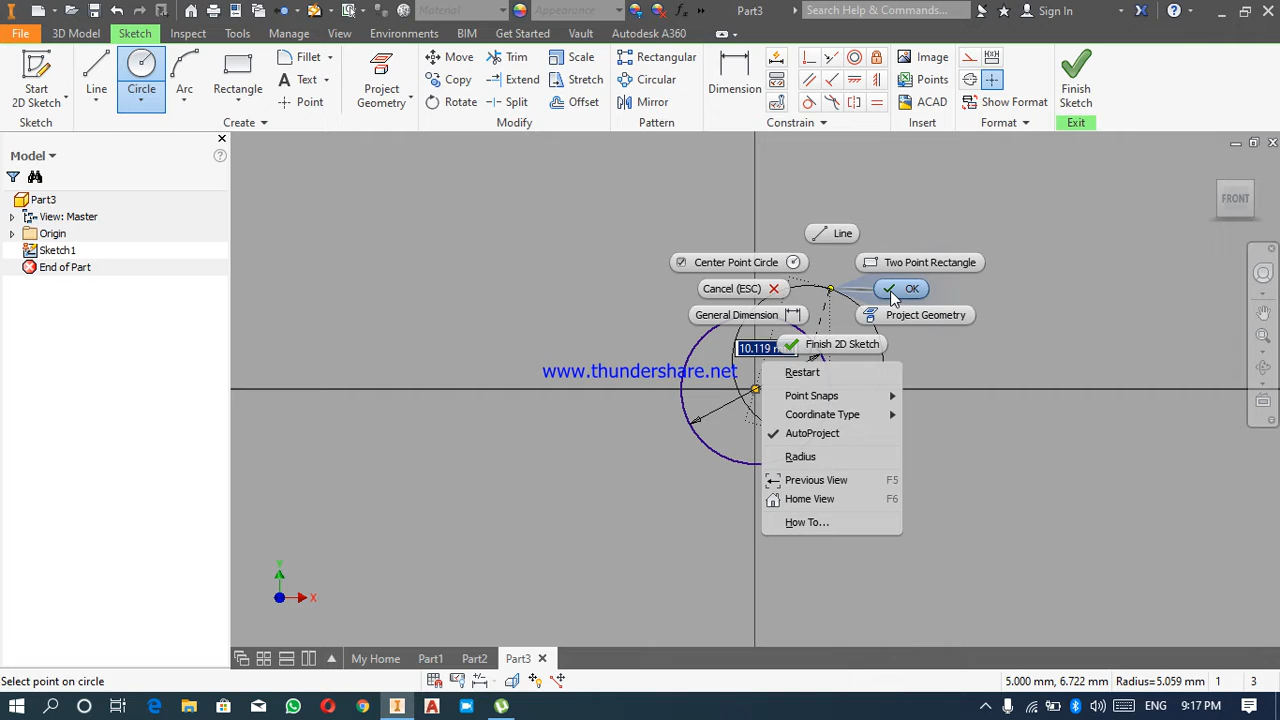 Material
Appearance
Part3
Search Help & Commands...
Sign In
File
3D Model
Sketch
Inspect
Tools
Manage
View
Environments
BIM
Get Started
Vault
Autodesk A360
Start
2D Sketch
Line
Circle
Arc
Rectangle
Fillet
Text
Point
Project
Geometry
Move
Copy
Rotate
Trim
Extend
Split
Scale
Stretch
Offset
Rectangular
Circular
Mirror
Dimension
Image
Points
ACAD
Show Format
Finish
Sketch
Sketch
Create
Modify
Pattern
Constrain
Insert
Format
Exit
Model
Part3
View: Master
Origin
Sketch1
End of Part
FRONT
Line
Center Point Circle
Two Point Rectangle
Cancel (ESC)
OK
General Dimension
Project Geometry
10.119
Finish 2D Sketch
www.thundershare.net
Restart
Point Snaps
Coordinate Type
AutoProject
Radius
Previous View F5
Home View F6
How To...
Y
X
My Home
Part1
Part2
Part3
Select point on circle
5.000 mm, 6.722 mm
Radius=5.059 mm
1
3
ENG
9:17 PM